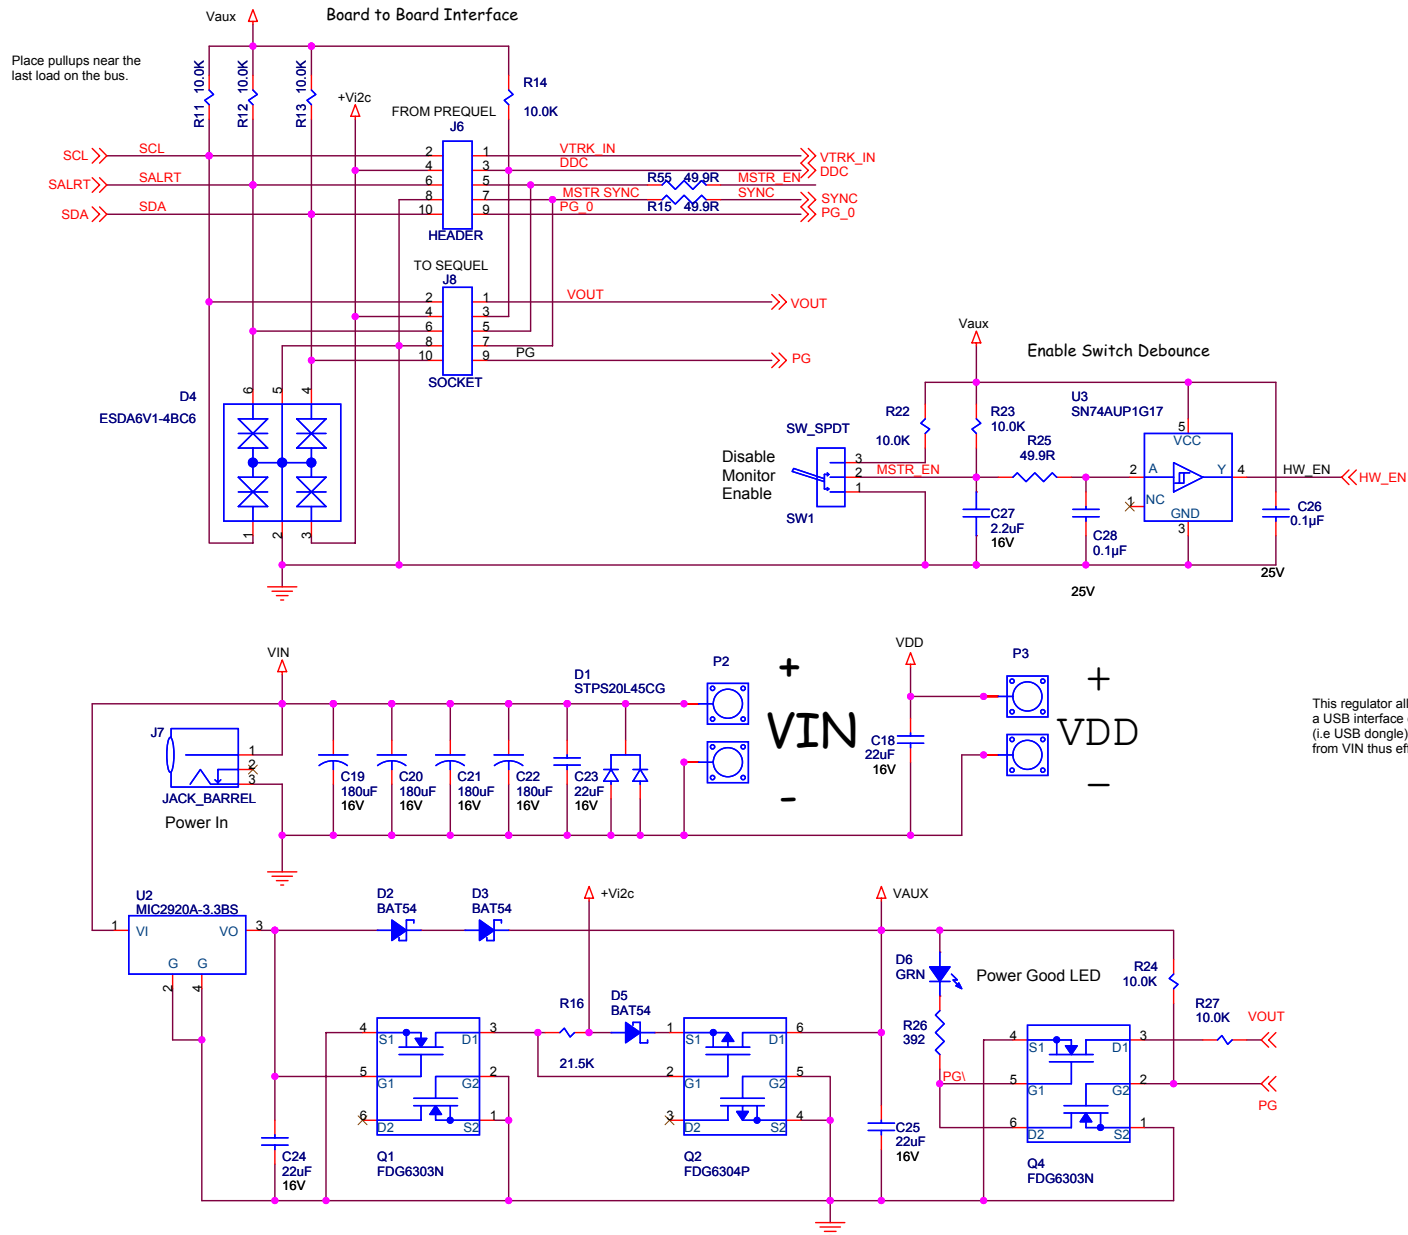 Board to Board Interface
Vaux
Place pullups near the
last load on the bus.
R11 10.0K
R12 10.0K
R13 10.0K
+Vi2c
R14
10.0K
FROM PREQUEL
J6
SCL
SCL
2
1
VTRK_IN
VTRK_IN
4
3
DDC
DDC
SALRT
SALRT
6
5
R55 49.9R
MSTR_EN
8
7
MSTR SYNC
SYNC
SYNC
SDA
SDA
10
9
PG_0
R15 49.9R
PG_0
HEADER
TO SEQUEL
J8
2
1
VOUT
VOUT
4
3
6
5
8
7
10
9
PG
PG
SOCKET
D4
ESDA6V1-4BC6
6
5
4
1
2
3
Vaux
Enable Switch Debounce
U3
SN74AUP1G17
R22
10.0K
R23
10.0K
R25
49.9R
SW_SPDT
Disable
Monitor
Enable
3
2
1
MSTR_EN
SW1
5
VCC
2
A
Y
4
HW_EN
HW_EN
1
NC
GND
3
C27
2.2uF
16V
C28
0.1µF
25V
C26
0.1µF
25V
VIN
D1
STPS20L45CG
P2
+
VIN
-
VDD
P3
+
VDD
–
C18
22uF
16V
This regulator all
a USB interface
(i.e USB dongle)
from VIN thus ef
J7
1
2
3
JACK_BARREL
Power In
C19
180uF
16V
C20
180uF
16V
C21
180uF
16V
C22
180uF
16V
C23
22uF
16V
U2
MIC2920A-3.3BS
1
VI
VO
3
G
G
2
4
D2
BAT54
D3
BAT54
+Vi2c
VAUX
D6
GRN
Power Good LED
R24
10.0K
R27
10.0K
VOUT
R16
21.5K
D5
BAT54
R26
392
4
S1
D1
3
5
G1
G2
2
6
D2
S2
1
Q1
FDG6303N
1
S1
D1
6
2
G1
G2
5
3
D2
S2
4
Q2
FDG6304P
PG\
4
S1
D1
3
5
G1
G2
2
6
D2
S2
1
PG
Q4
FDG6303N
C24
22uF
16V
C25
22uF
16V